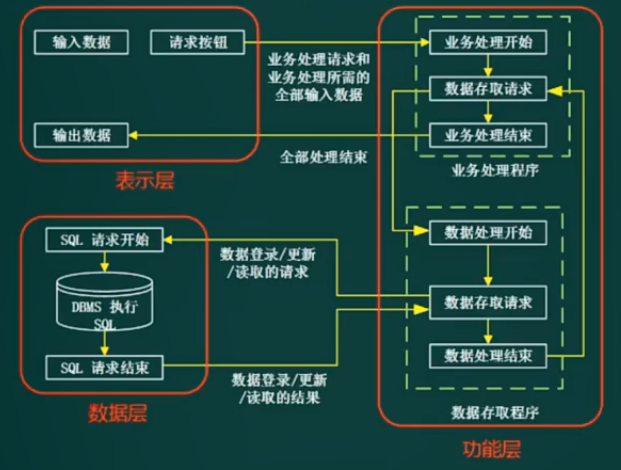 输入数据
请求按钮
业务处理请求和
业务处理所需的
全部输入数据
业务处理开始
数据存取请求
业务处理结束
业务处理程序
输出数据
全部处理结束
表示层
SQL 请求开始
DBMS 执行
SQL
SQL 请求结束
数据层
数据登录/更新
/读取的请求
数据登录/更新
/读取的结果
数据处理开始
数据存取请求
数据处理结束
数据存取程序
功能层